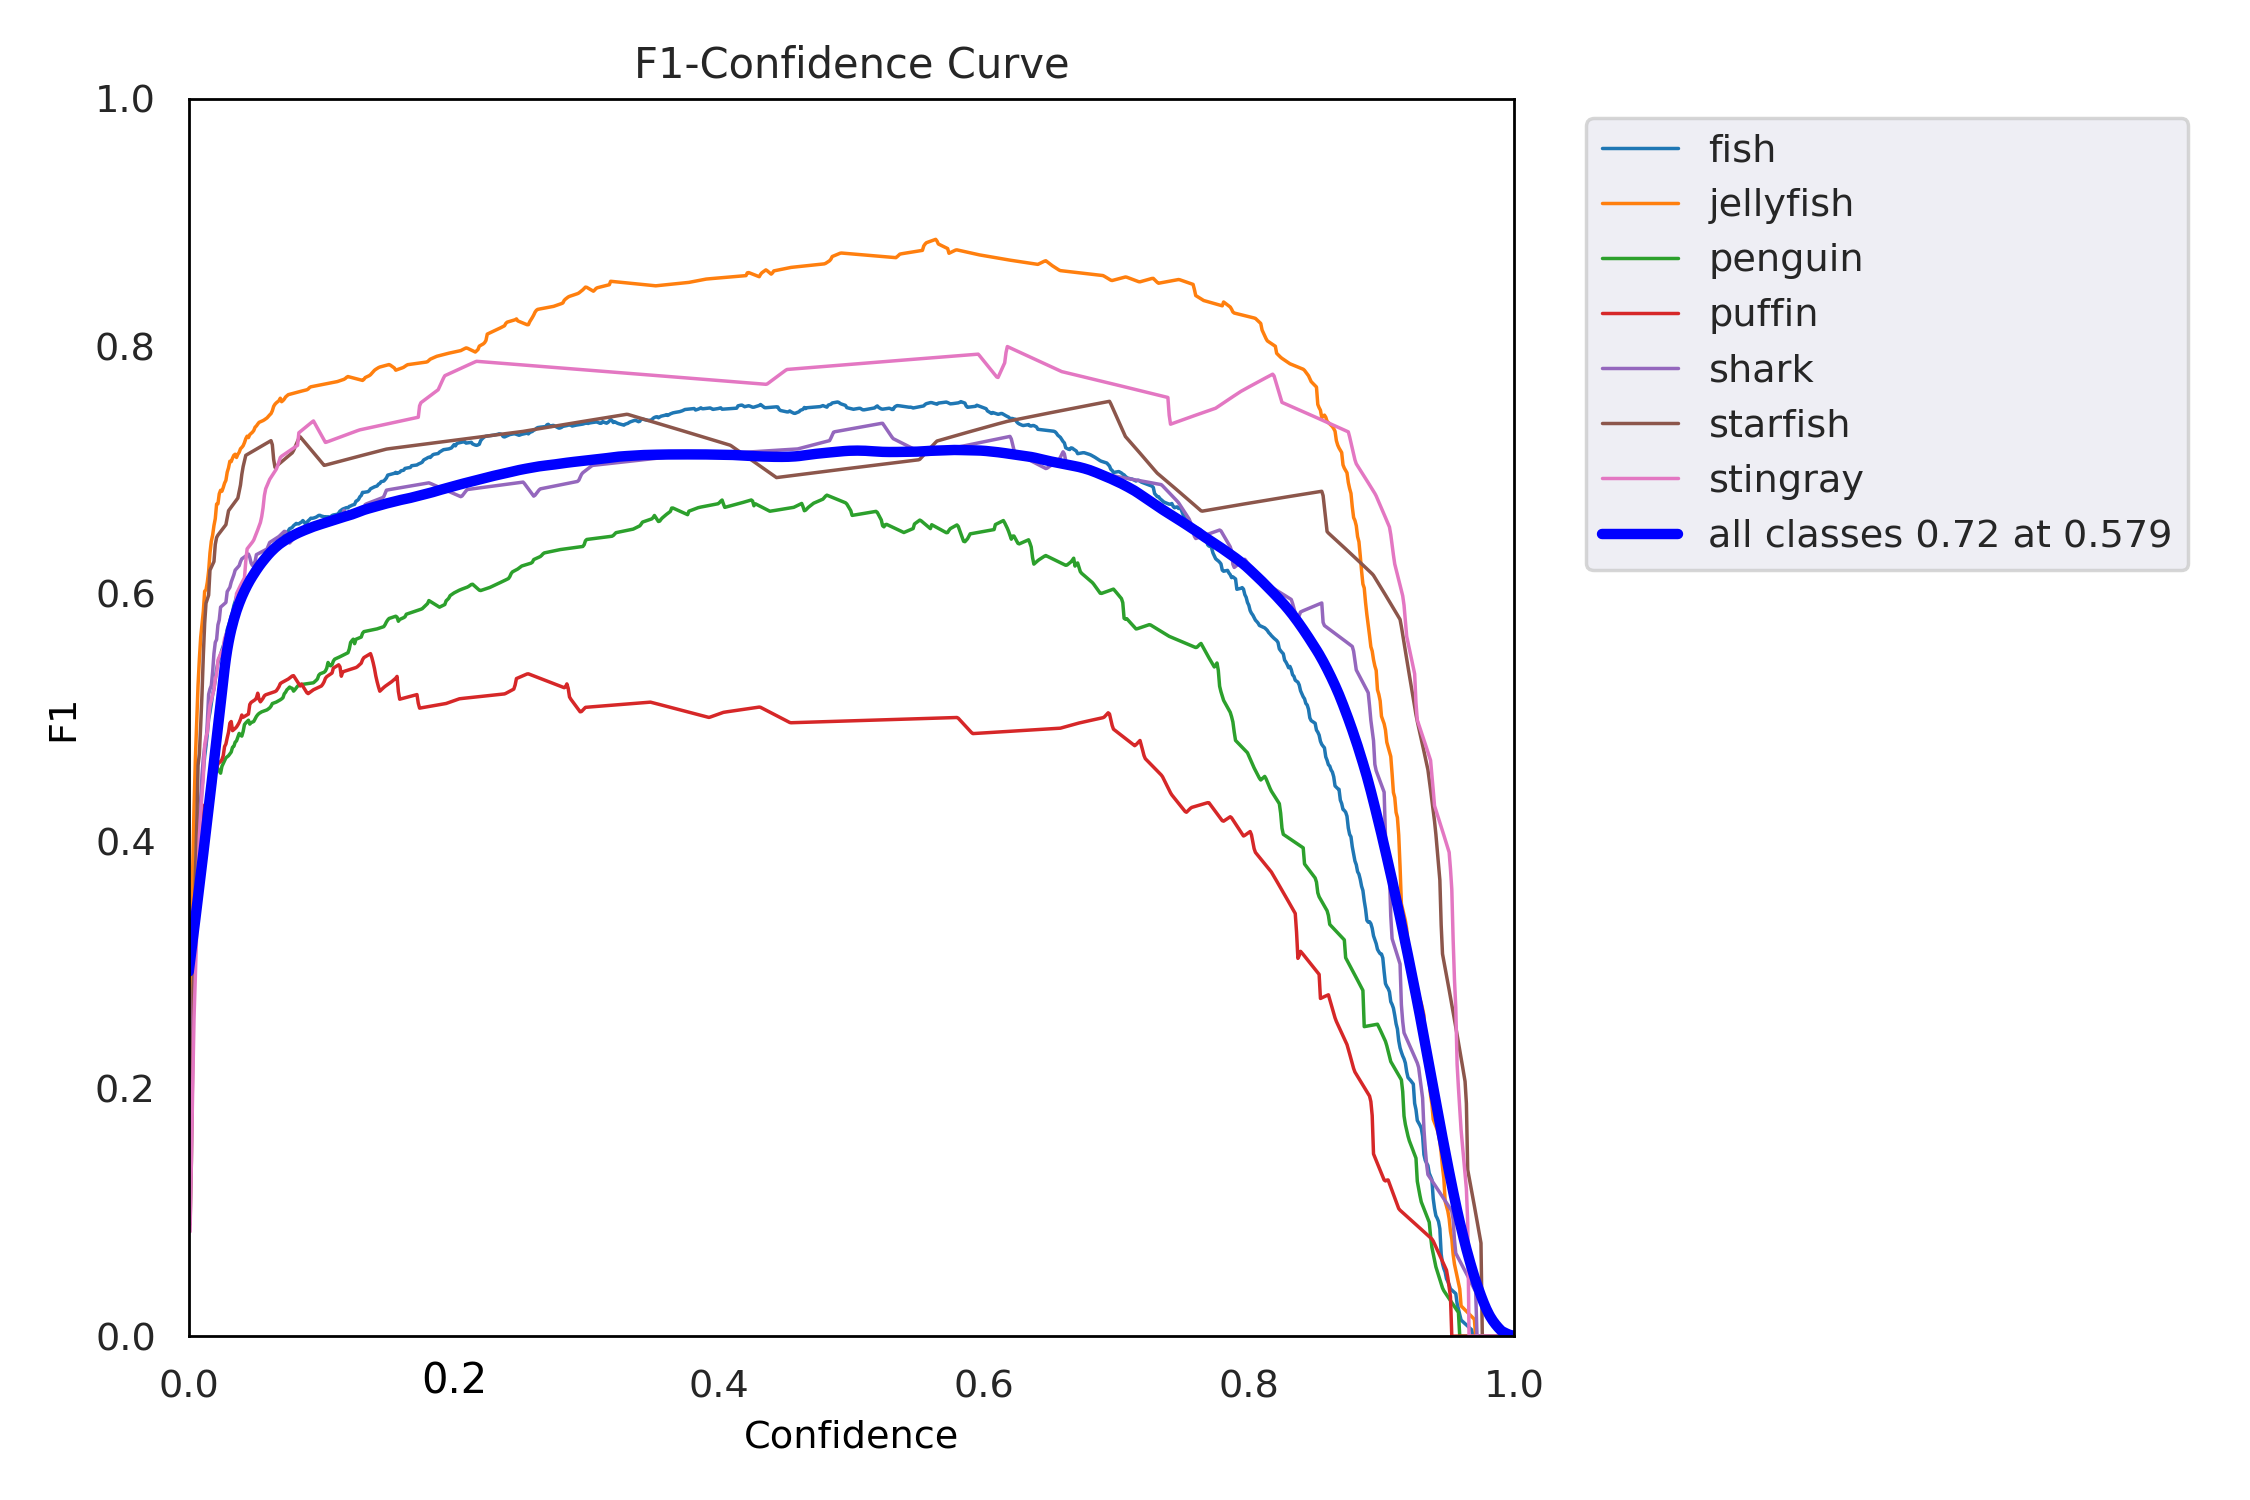 F1-Confidence Curve
1.0
0.8
0.6
0.4
0.2
0.0
F1
0.0 0.2 0.4 0.6 0.8 1.0
Confidence
fish
jellyfish
penguin
puffin
shark
starfish
stingray
all classes 0.72 at 0.579